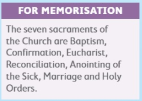 FOR MEMORISATION
The seven sacraments of
the Church are Baptism,
Confirmation, Eucharist,
Reconciliation, Anointing of
the Sick, Marriage and Holy
Orders.